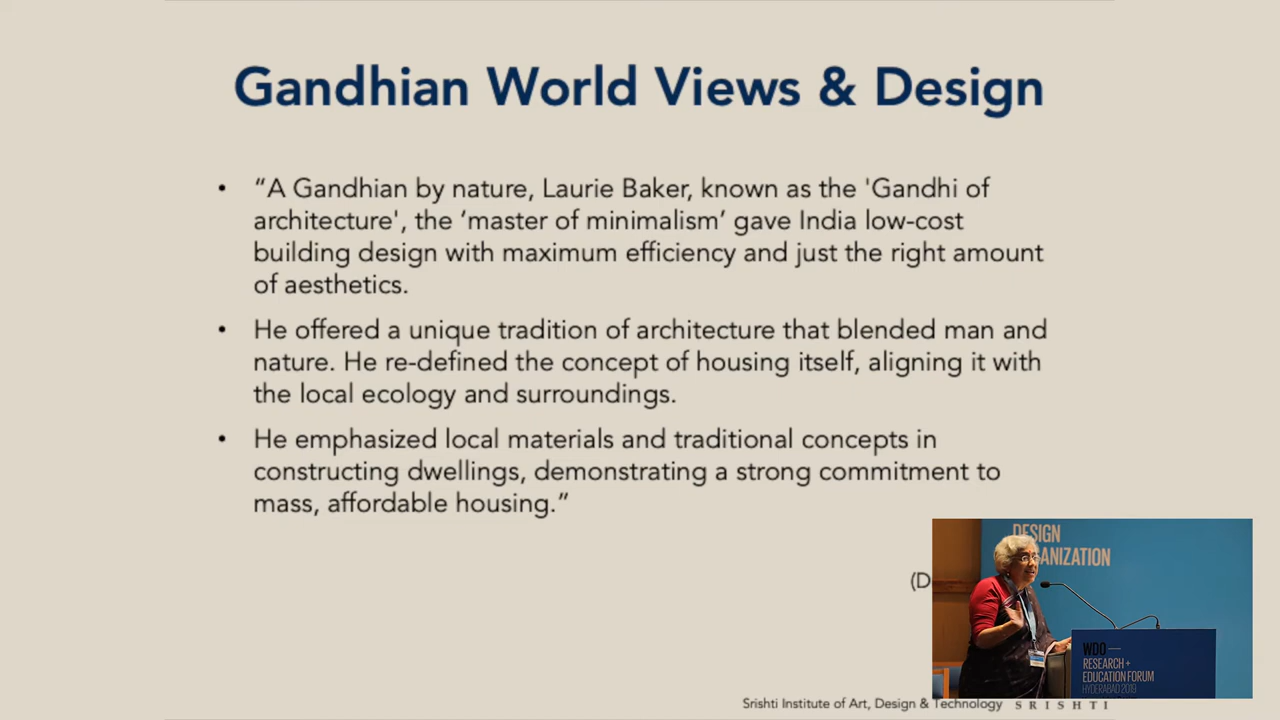 Gandhian World Views & Design
• “A Gandhian by nature, Laurie Baker, known as the 'Gandhi of
architecture', the ‘master of minimalism’ gave India low-cost
building design with maximum efficiency and just the right amount
of aesthetics.
• He offered a unique tradition of architecture that blended man and
nature. He re-defined the concept of housing itself, aligning it with
the local ecology and surroundings.
• He emphasized local materials and traditional concepts in
constructing dwellings, demonstrating a strong commitment to
mass, affordable housing.”
DESIGN
WDO—
RESEARCH +
EDUCATION FORUM
HYDERABAD 2019
Srishti Institute of Art, Design & Technology SRISHTI